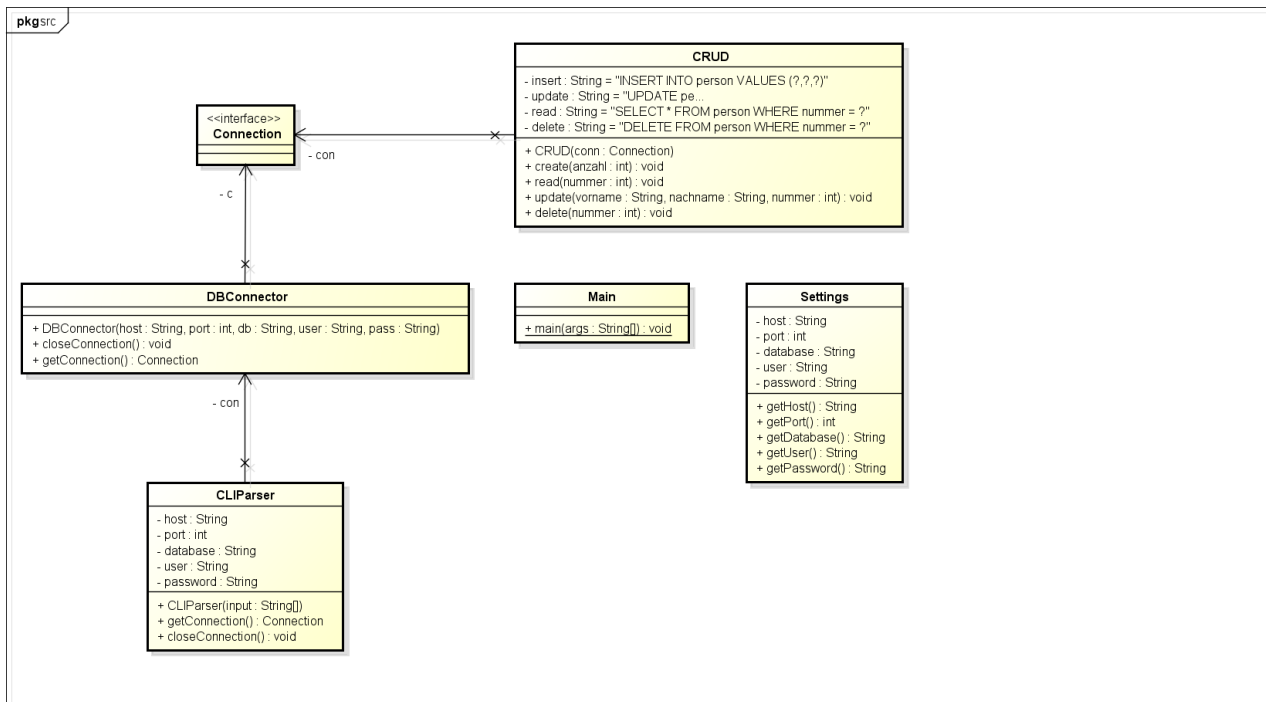 pkg src
CRUD
- insert : String = "INSERT INTO person VALUES (?,?,?)"
- update : String = "UPDATE pe...
- read : String = "SELECT * FROM person WHERE nummer = ?"
- delete : String = "DELETE FROM person WHERE nummer = ?"
+ CRUD(conn : Connection)
+ create(anzahl : int) : void
+ read(nummer : int) : void
+ update(vorname : String, nachname : String, nummer : int) : void
+ delete(nummer : int) : void
<<interface>>
Connection
- con
- c
DBConnector
+ DBConnector(host : String, port : int, db : String, user : String, pass : String)
+ closeConnection() : void
+ getConnection() : Connection
Main
+ main(args : String[]) : void
Settings
- host : String
- port : int
- database : String
- user : String
- password : String
+ getHost() : String
+ getPort() : int
+ getDatabase() : String
+ getUser() : String
+ getPassword() : String
- con
CLIParser
- host : String
- port : int
- database : String
- user : String
- password : String
+ CLIParser(input : String[])
+ getConnection() : Connection
+ closeConnection() : void